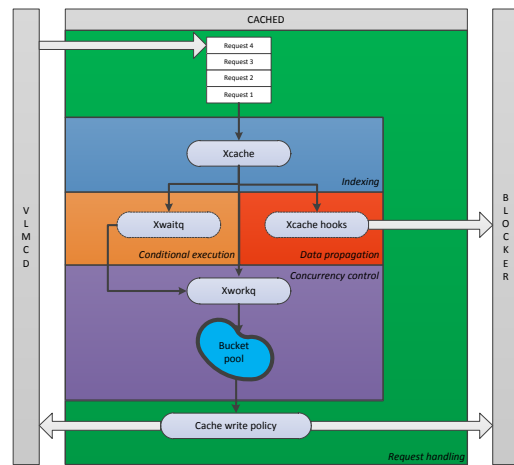 CACHED
Request 4
Request 3
Request 2
Request 1
Xcache
Indexing
V
L
M
C
D
B
L
O
C
K
E
R
Xwaitq
Xcache hooks
Conditional execution
Data propagation
Concurrency control
Xworkq
Bucket
pool
Cache write policy
Request handling